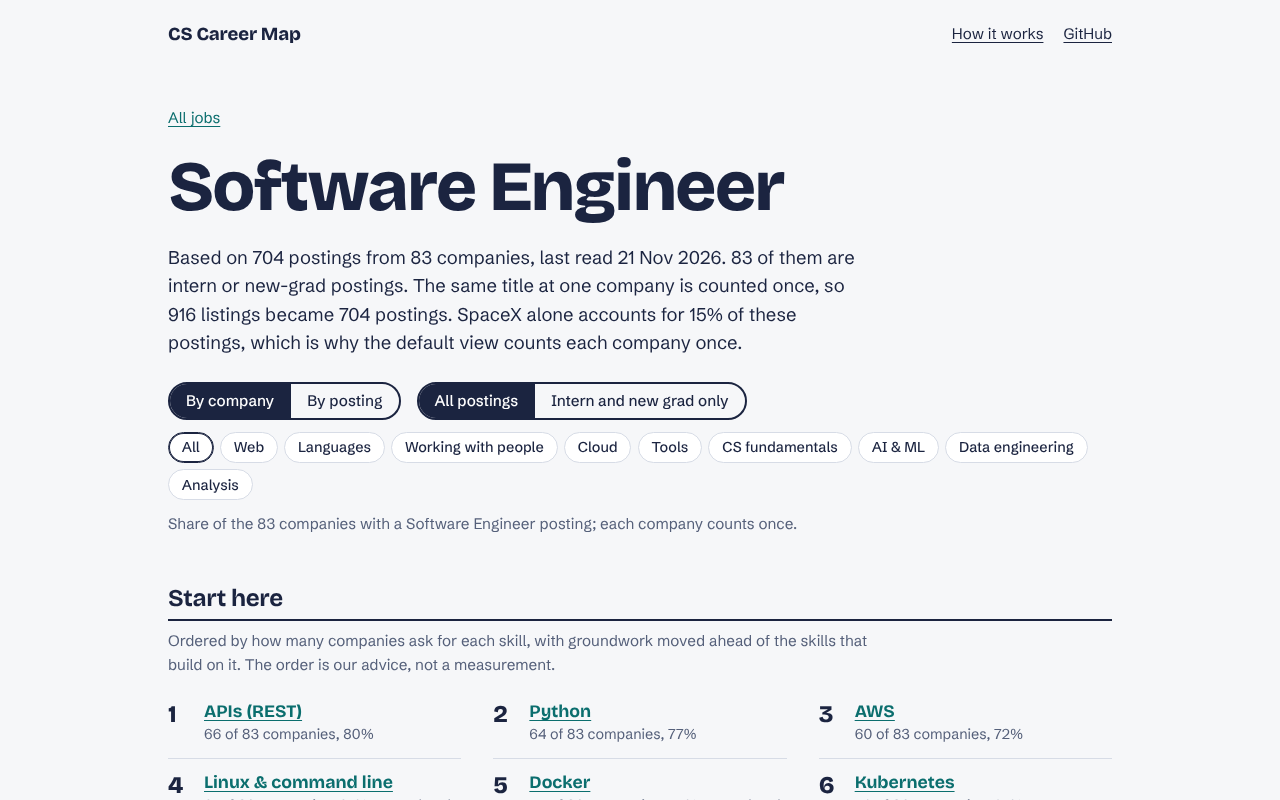 CS Career Map
How it works
GitHub
All jobs
Software Engineer
Based on 704 postings from 83 companies, last read 21 Nov 2026. 83 of them are
intern or new-grad postings. The same title at one company is counted once, so
916 listings became 704 postings. SpaceX alone accounts for 15% of these
postings, which is why the default view counts each company once.
By company
By posting
All postings
Intern and new grad only
All
Web
Languages
Working with people
Cloud
Tools
CS fundamentals
AI & ML
Data engineering
Analysis
Share of the 83 companies with a Software Engineer posting; each company counts once.
Start here
Ordered by how many companies ask for each skill, with groundwork moved ahead of the skills that
build on it. The order is our advice, not a measurement.
1 APIs (REST)
66 of 83 companies, 80%
2 Python
64 of 83 companies, 77%
3 AWS
60 of 83 companies, 72%
4 Linux & command line
5 Docker
6 Kubernetes